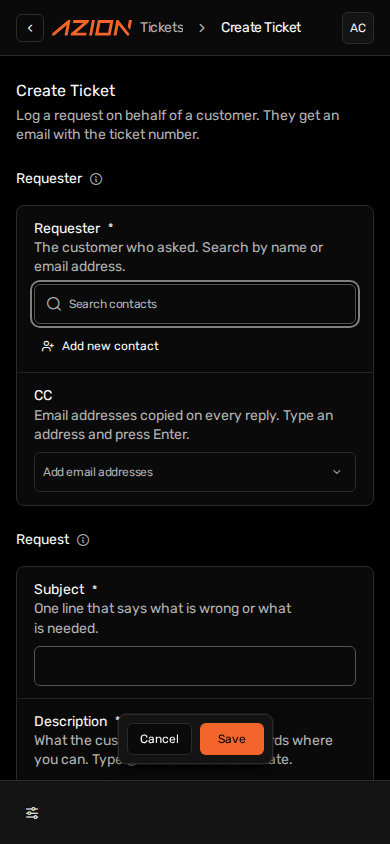 AZION Tickets > Create Ticket AC
Create Ticket
Log a request on behalf of a customer. They get an
email with the ticket number.
Requester
Requester *
The customer who asked. Search by name or
email address.
Search contacts
Add new contact
CC
Email addresses copied on every reply. Type an
address and press Enter.
Add email addresses
Request
Subject *
One line that says what is wrong or what
is needed.
Description *
What the cus
rds where
you can. Type
ate.
Cancel Save